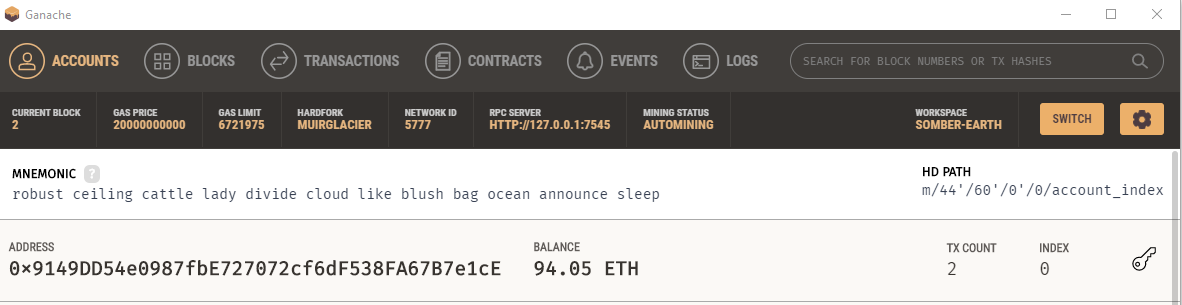 Ganache
ACCOUNTS BLOCKS TRANSACTIONS CONTRACTS EVENTS LOGS SEARCH FOR BLOCK NUMBERS OR TX HASHES
CURRENT BLOCK GAS PRICE GAS LIMIT HARDFORK NETWORK ID RPC SERVER MINING STATUS WORKSPACE
2 20000000000 6721975 MUIRGLACIER 5777 HTTP://127.0.0.1:7545 AUTOMINING SOMBER-EARTH SWITCH
MNEMONIC ? HD PATH
robust ceiling cattle lady divide cloud like blush bag ocean announce sleep m/44'/60'/0'/0/account_index
ADDRESS BALANCE TX COUNT INDEX
0×9149DD54e0987fbE727072cf6dF538FA67B7e1cE 94.05 ETH 2 0